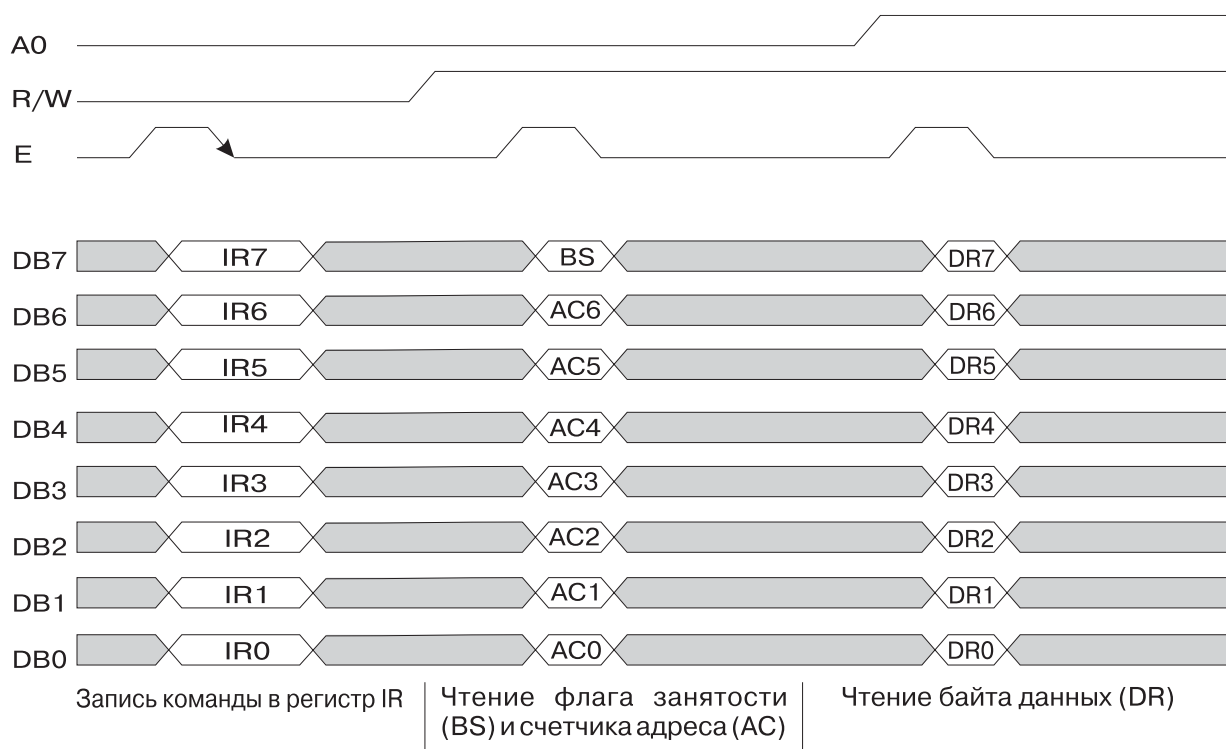 A0
R/W
E
DB7 IR7 BS DR7
DB6 IR6 AC6 DR6
DB5 IR5 AC5 DR5
DB4 IR4 AC4 DR4
DB3 IR3 AC3 DR3
DB2 IR2 AC2 DR2
DB1 IR1 AC1 DR1
DB0 IR0 AC0 DR0
Запись команды в регистр IR
Чтение флага занятости
(BS) и счетчика адреса (AC)
Чтение байта данных (DR)